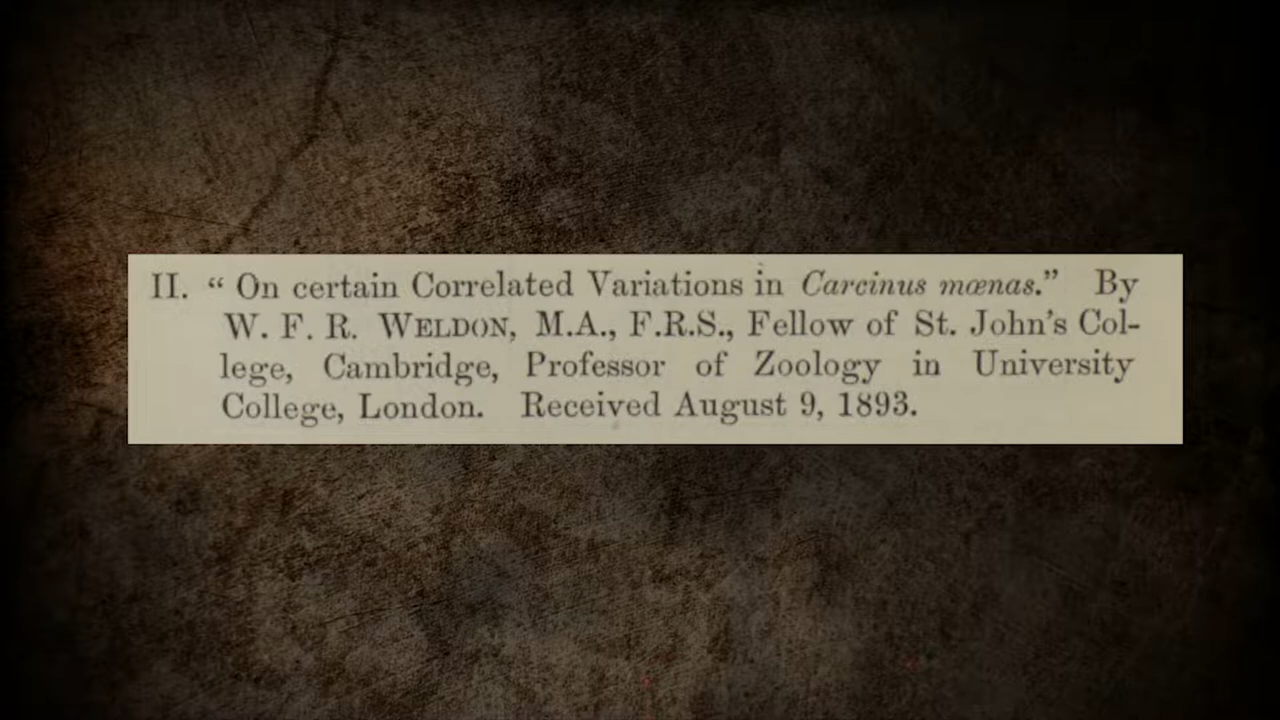 II. “ On certain Correlated Variations in Carcinus mœnas.” By
W. F. R. WELDON, M.A., F.R.S., Fellow of St. John's Col-
lege, Cambridge, Professor of Zoology in University
College, London. Received August 9, 1893.